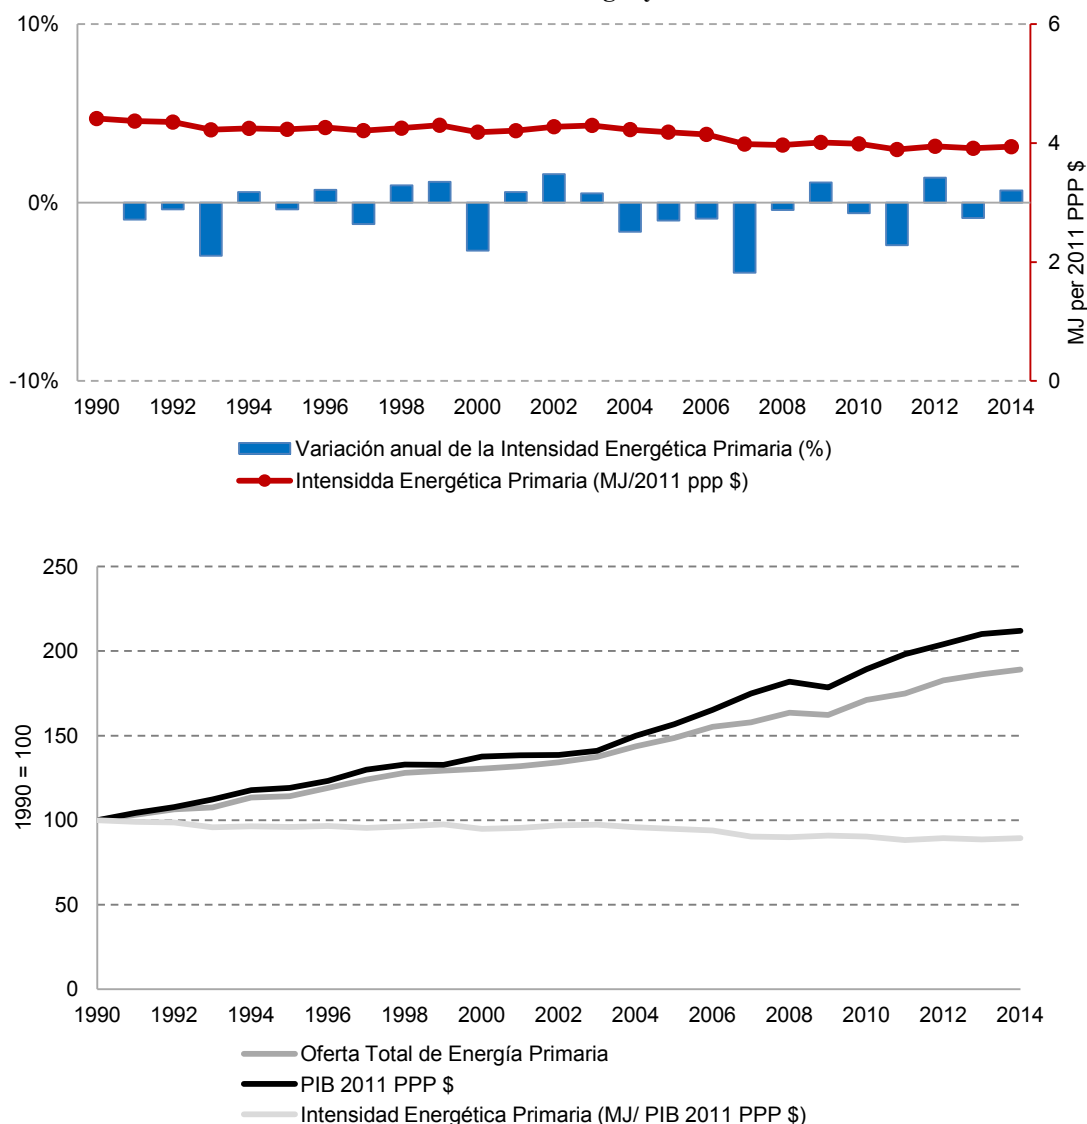 10%
0%
-10%
6
4
2
0
MJ per 2011 PPP $
1990 1992 1994 1996 1998 2000 2002 2004 2006 2008 2010 2012 2014
Variación anual de la Intensidad Energética Primaria (%)
Intensidda Energética Primaria (MJ/2011 ppp $)
250
200
150
100
50
0
1990 = 100
1990 1992 1994 1996 1998 2000 2002 2004 2006 2008 2010 2012 2014
Oferta Total de Energía Primaria
PIB 2011 PPP $
Intensidad Energética Primaria (MJ/ PIB 2011 PPP $)